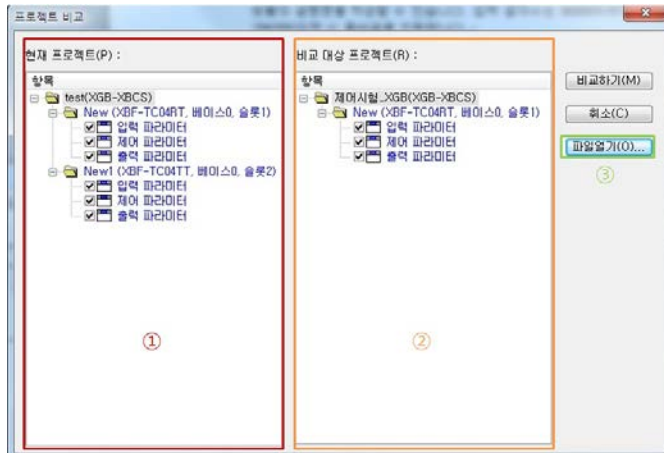 프로젝트 비교
현재 프로젝트(P) :
항목
test(XGB-XBCS)
New (XBF-TC04RT, 베이스0, 슬롯1)
입력 파라미터
제어 파라미터
출력 파라미터
New1 (XBF-TC04TT, 베이스0, 슬롯2)
입력 파라미터
제어 파라미터
출력 파라미터
①
비교 대상 프로젝트(R) :
항목
제어시험_XGB(XGB-XBCS)
New (XBF-TC04RT, 베이스0, 슬롯1)
입력 파라미터
제어 파라미터
출력 파라미터
②
비교하기(M)
취소(C)
파일열기(O)...
③